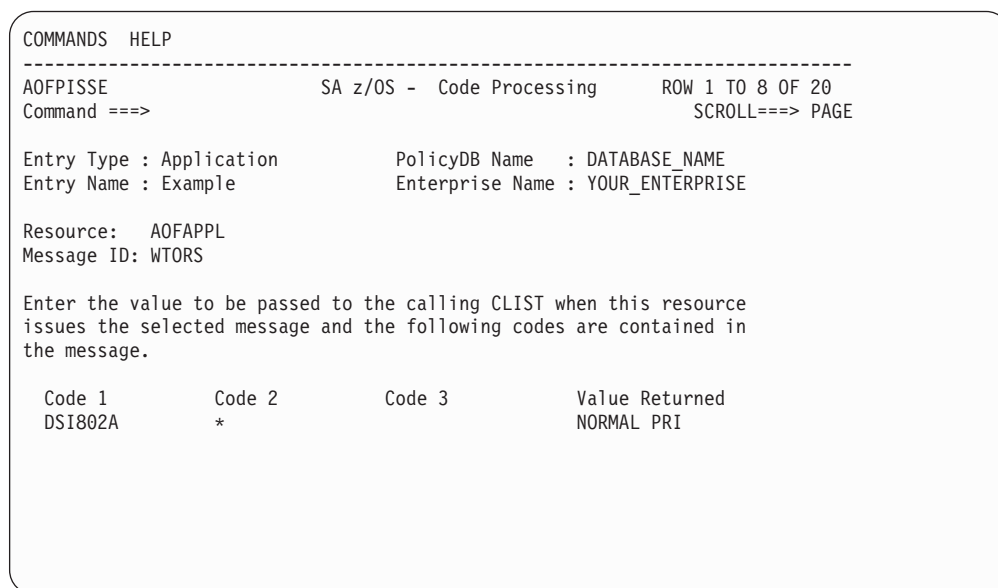 COMMANDS HELP
-------------------------------------------------------------------------------
AOFPISSE SA z/OS - Code Processing ROW 1 TO 8 OF 20
Command ===> SCROLL===> PAGE
Entry Type : Application PolicyDB Name : DATABASE_NAME
Entry Name : Example Enterprise Name : YOUR_ENTERPRISE
Resource: AOFAPPL
Message ID: WTORS
Enter the value to be passed to the calling CLIST when this resource
issues the selected message and the following codes are contained in
the message.
Code 1 Code 2 Code 3 Value Returned
DSI802A * NORMAL PRI